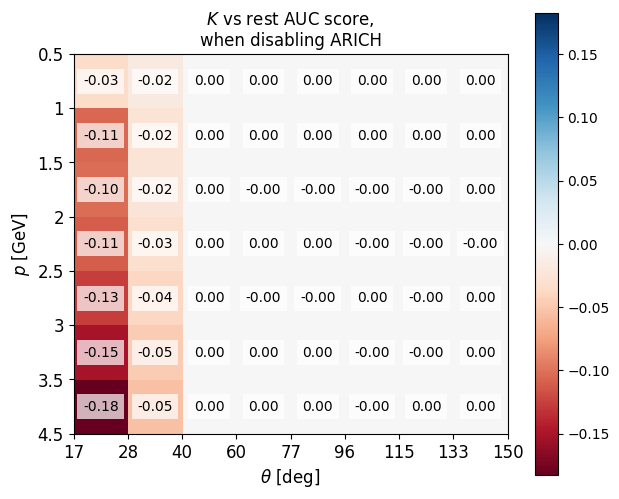 K vs rest AUC score,
when disabling ARICH
0.5
-0.03 -0.02 0.00 0.00 0.00 0.00 0.00 0.00
1
-0.11 -0.02 0.00 0.00 0.00 0.00 0.00 0.00
1.5
-0.10 -0.02 0.00 -0.00 -0.00 -0.00 -0.00 0.00
2
-0.11 -0.03 0.00 0.00 0.00 -0.00 -0.00 -0.00
2.5
-0.13 -0.04 0.00 -0.00 -0.00 0.00 -0.00 0.00
3
-0.15 -0.05 0.00 0.00 0.00 -0.00 -0.00 0.00
3.5
-0.18 -0.05 0.00 0.00 0.00 -0.00 0.00 0.00
4.5
p [GeV]
17 28 40 60 77 96 115 133 150
θ [deg]
0.15
0.10
0.05
0.00
−0.05
−0.10
−0.15